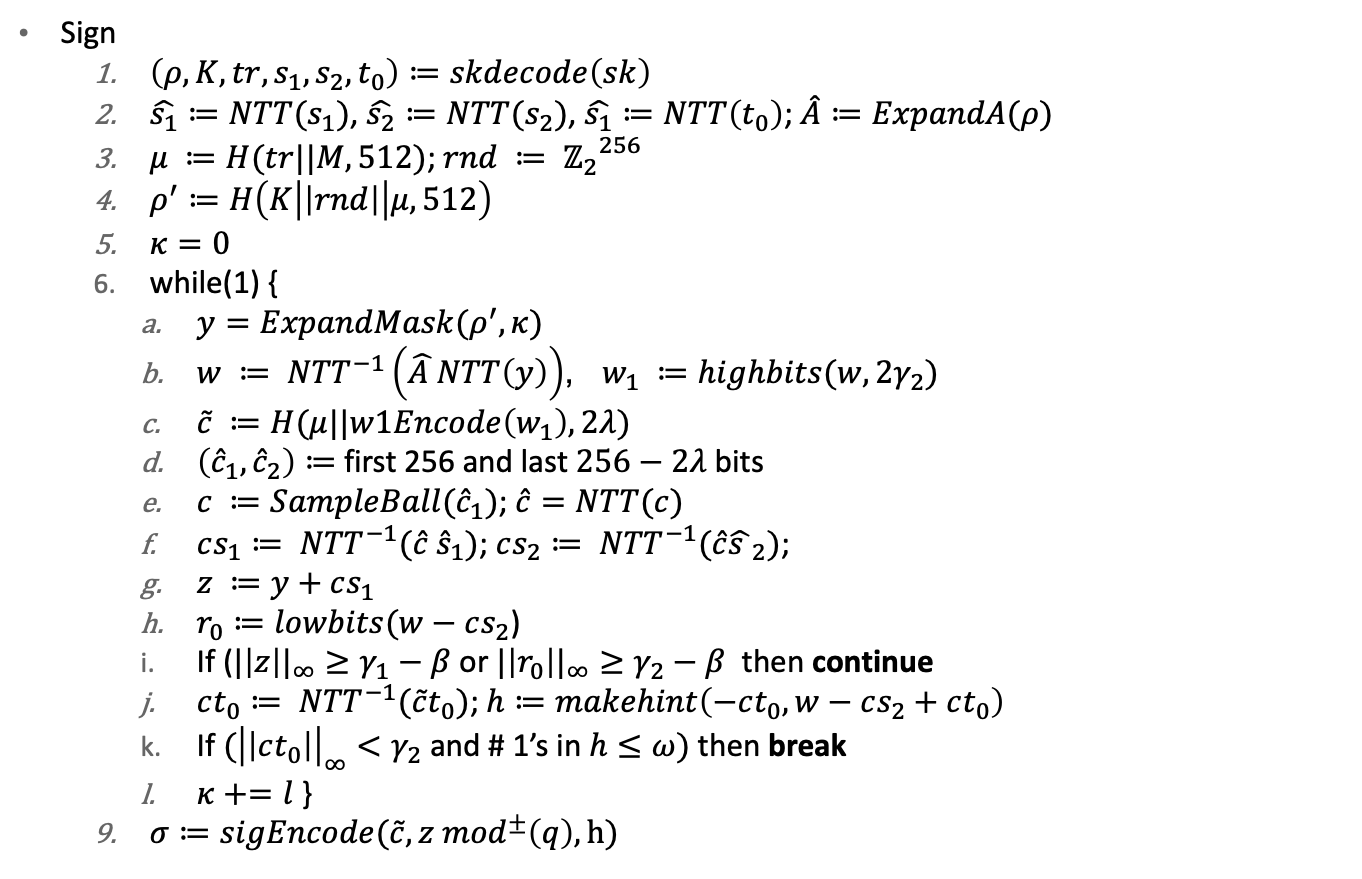 • Sign
1. (ρ, K, tr, s₁, s₂, t₀) ≔ skdecode(sk)
2. ŝ₁ ≔ NTT(s₁), ŝ₂ ≔ NTT(s₂), ŝ₁ ≔ NTT(t₀); Â ≔ ExpandA(ρ)
3. μ ≔ H(tr||M, 512); rnd ≔ ℤ₂²⁵⁶
4. ρ′ ≔ H(K||rnd||μ, 512)
5. κ = 0
6. while(1) {
a. y = ExpandMask(ρ′, κ)
b. w ≔ NTT⁻¹(Â NTT(y)), w₁ ≔ highbits(w, 2γ₂)
c. c̃ ≔ H(μ||w1Encode(w₁), 2λ)
d. (ĉ₁, ĉ₂) ≔ first 256 and last 256 − 2λ bits
e. c ≔ SampleBall(ĉ₁); ĉ = NTT(c)
f. cs₁ ≔ NTT⁻¹(ĉ ŝ₁); cs₂ ≔ NTT⁻¹(ĉŝ ₂);
g. z ≔ y + cs₁
h. r₀ ≔ lowbits(w − cs₂)
i. If (||z||∞ ≥ γ₁ − β or ||r₀||∞ ≥ γ₂ − β then continue
j. ct₀ ≔ NTT⁻¹(c̃t₀); h ≔ makehint(−ct₀, w − cs₂ + ct₀)
k. If (||ct₀||∞ < γ₂ and # 1’s in h ≤ ω) then break
l. κ += l }
9. σ ≔ sigEncode(c̃, z mod±(q), h)